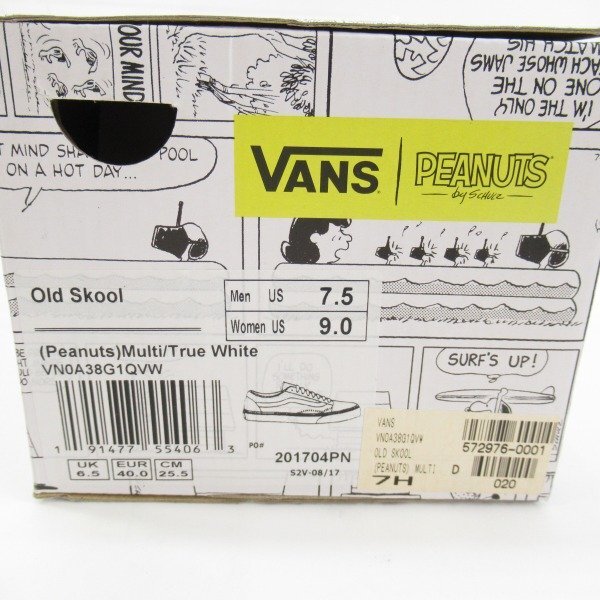 OUR MIND
I'M THE ONLY
ONE ON THE
EACH WHOSE JAMS
MATCH HIS
T MIND SHA POOL
ON A HOT DAY...
VANS PEANUTS
by SCHULZ
Old Skool
Men US 7.5
Women US 9.0
(Peanuts)Multi/True White
VN0A38G1QVW
SURF'S UP!
1 91477 55406 3
PO#
201704PN
S2V-08/17
UK 6.5
EUR 40.0
CM 25.5
VANS
VN0A38G1QVW
572976-0001
OLD SKOOL
(PEANUTS) MULTI D
7H
020